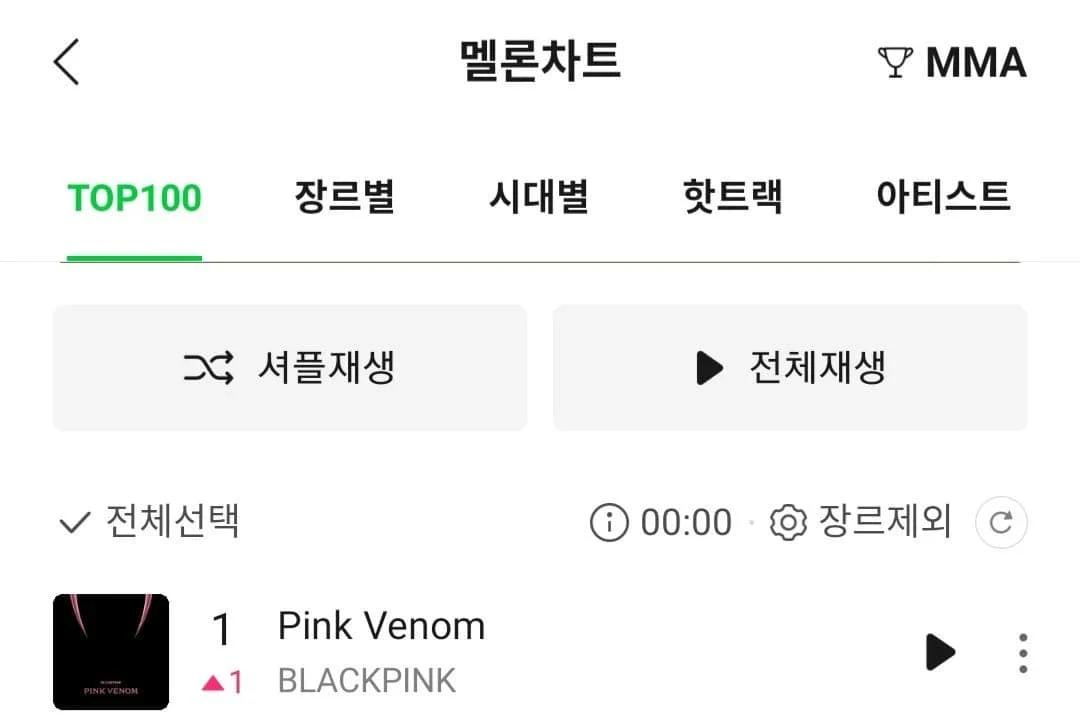 멜론차트 MMA
TOP100 장르별 시대별 핫트랙 아티스트
셔플재생 전체재생
전체선택 00:00 · 장르제외
1 Pink Venom
▲1 BLACKPINK
PINK VENOM